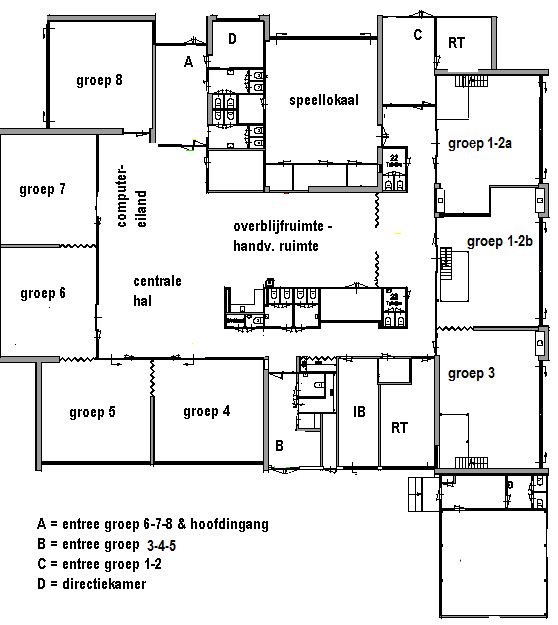 D
C
RT
A
groep 8
speellokaal
groep 1-2a
22
groep 7
computer-
eiland
overblijfruimte -
handv. ruimte
groep 1-2b
groep 6
centrale
hal
groep 3
groep 5
groep 4
IB
RT
B
A = entree groep 6-7-8 & hoofdingang
B = entree groep 3-4-5
C = entree groep 1-2
D = directiekamer